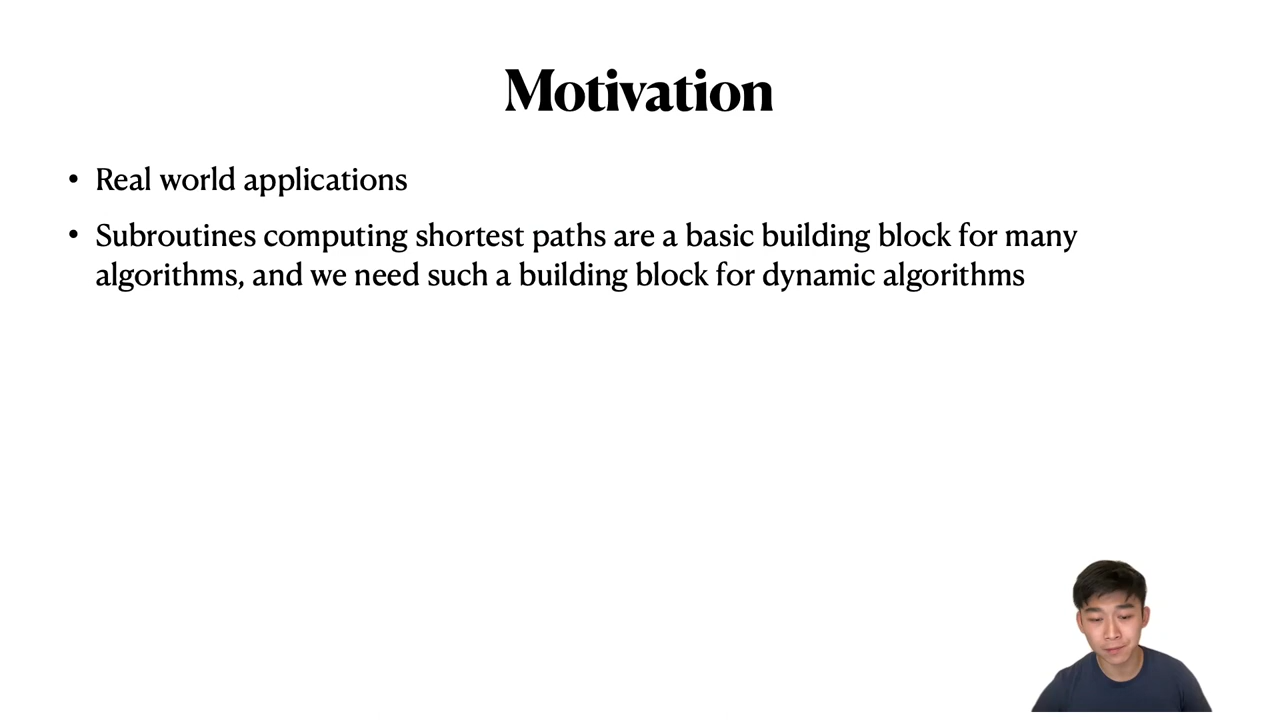 Motivation
• Real world applications
• Subroutines computing shortest paths are a basic building block for many
algorithms, and we need such a building block for dynamic algorithms